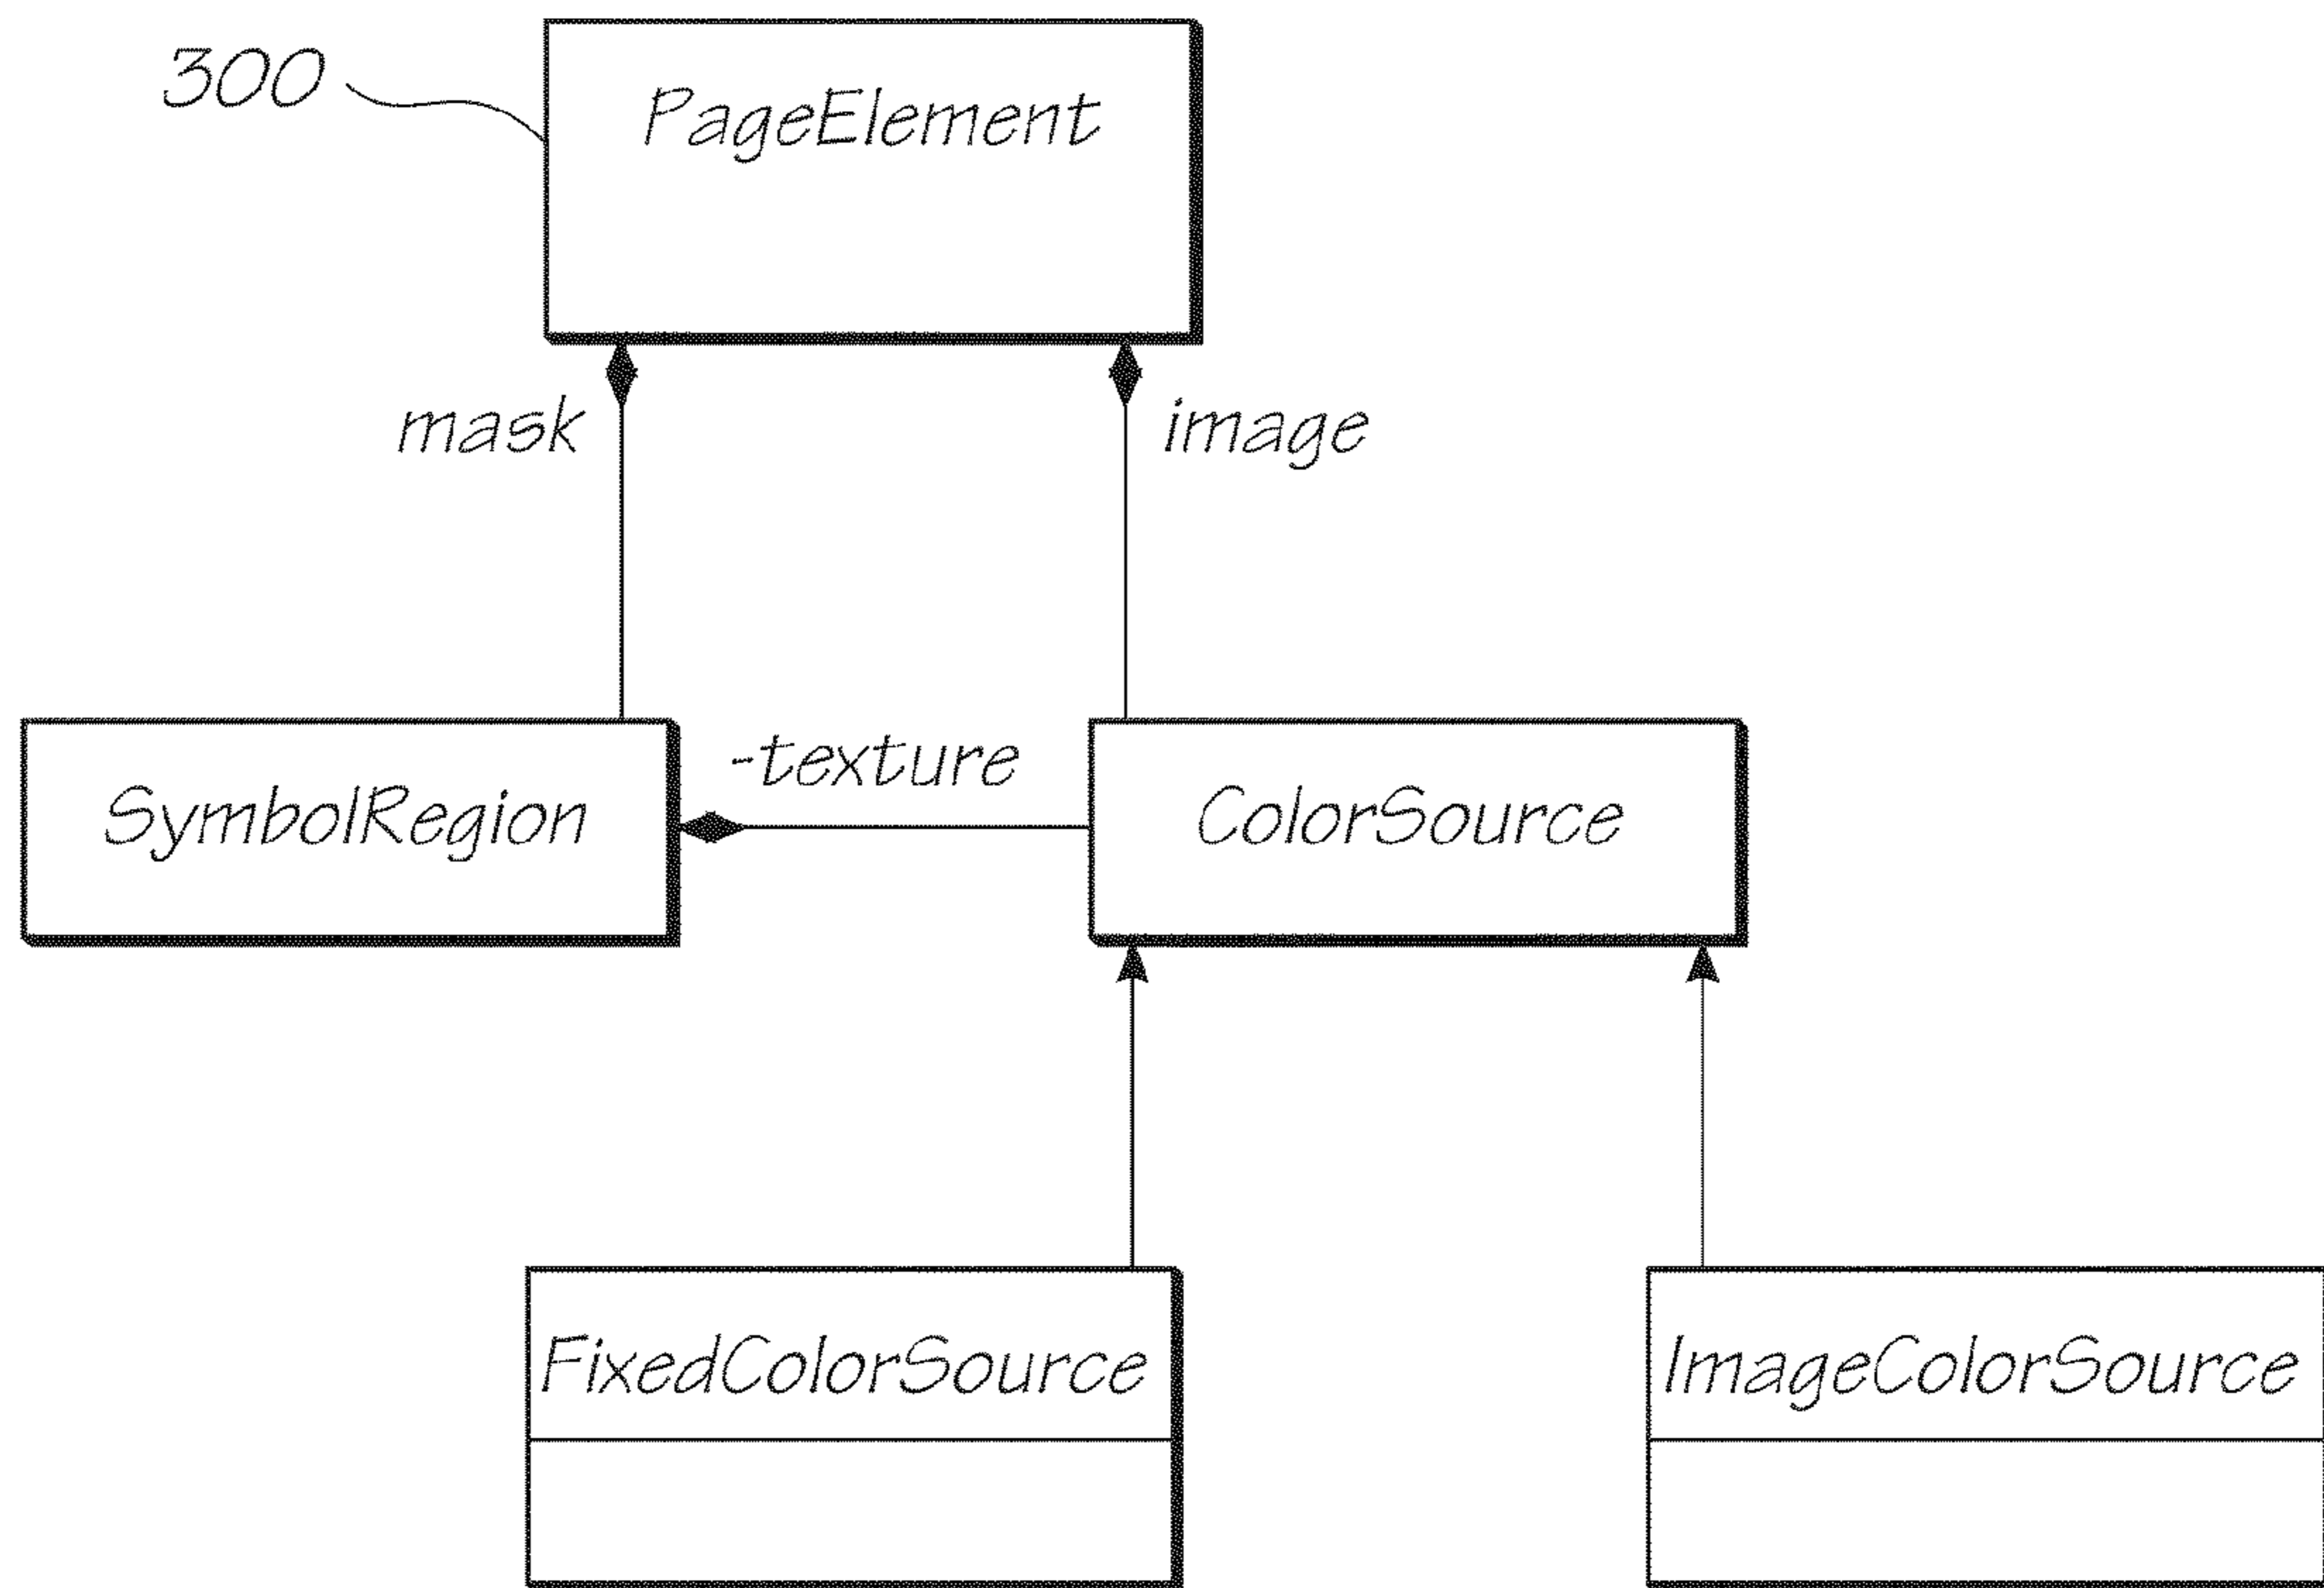 300
PageElement
mask
image
SymbolRegion
-texture
ColorSource
FixedColorSource
ImageColorSource